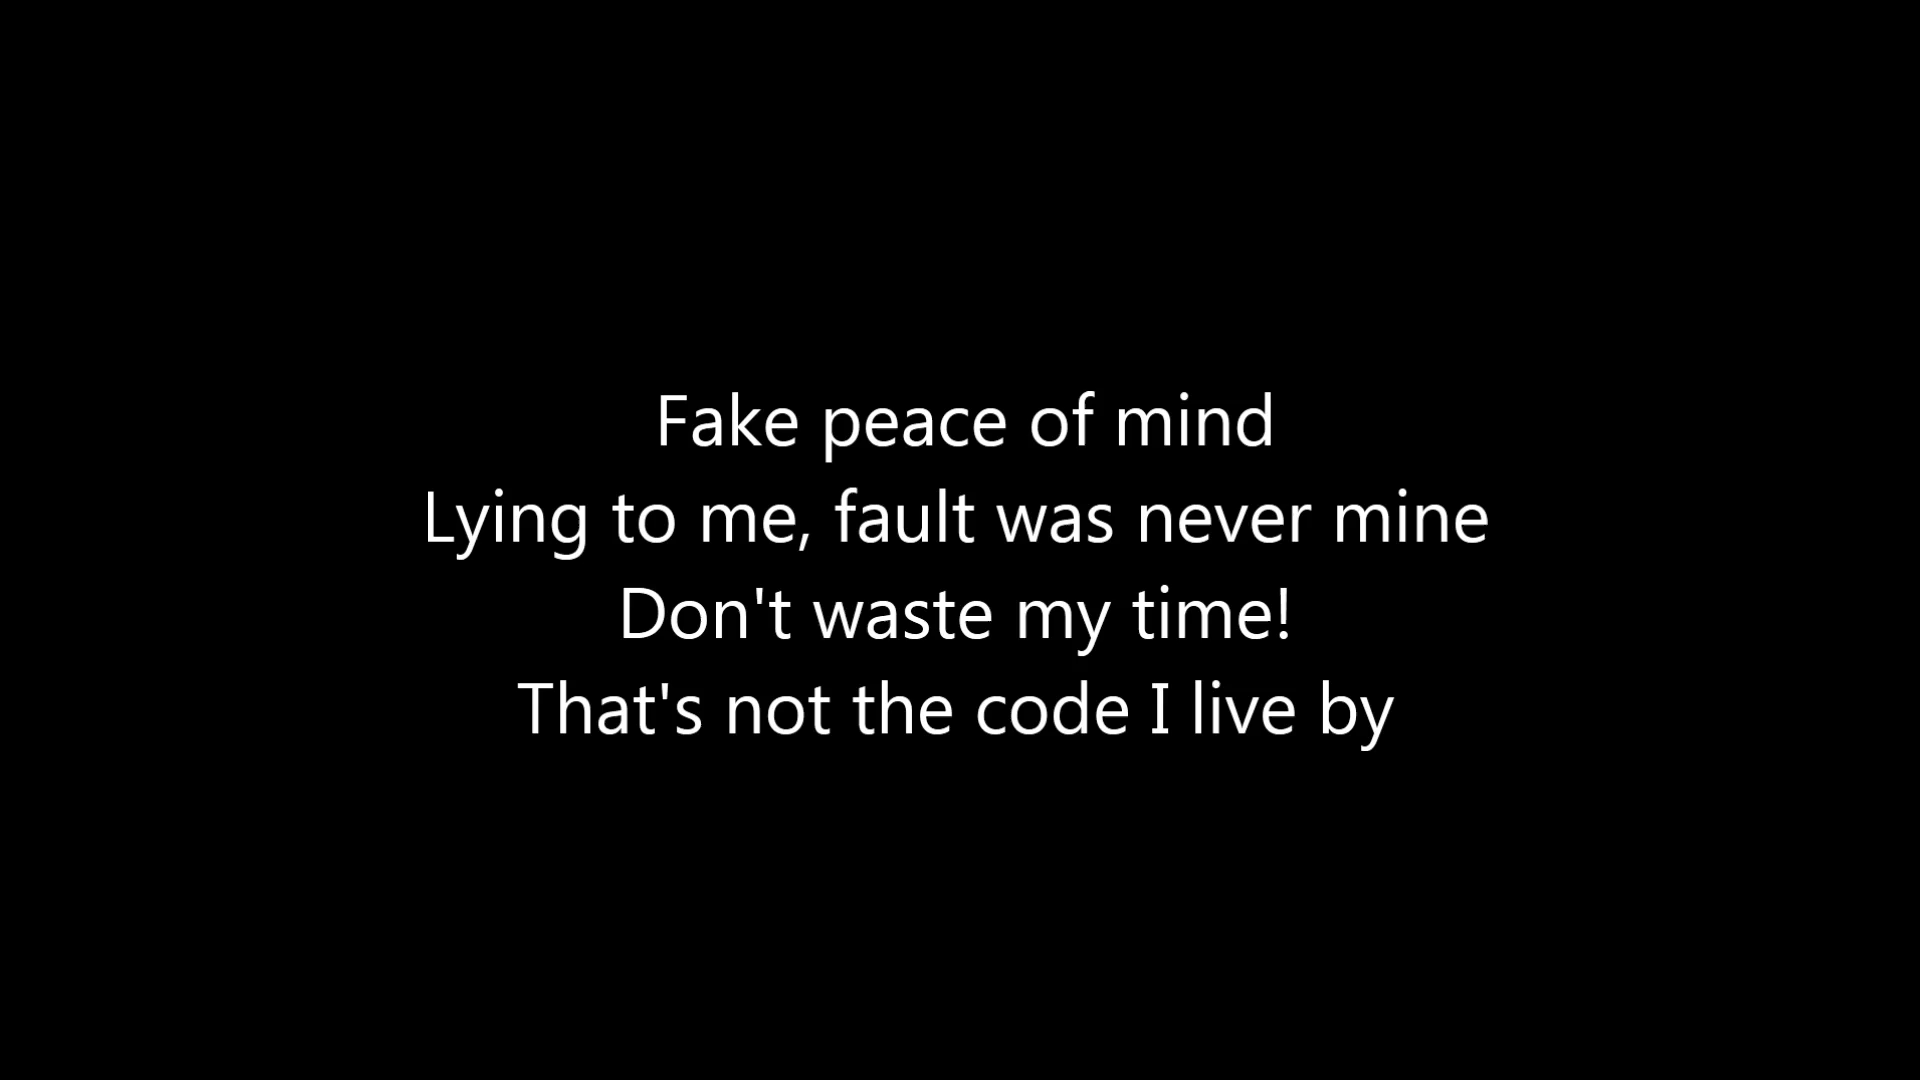 Fake peace of mind
Lying to me, fault was never mine
Don't waste my time!
That's not the code I live by